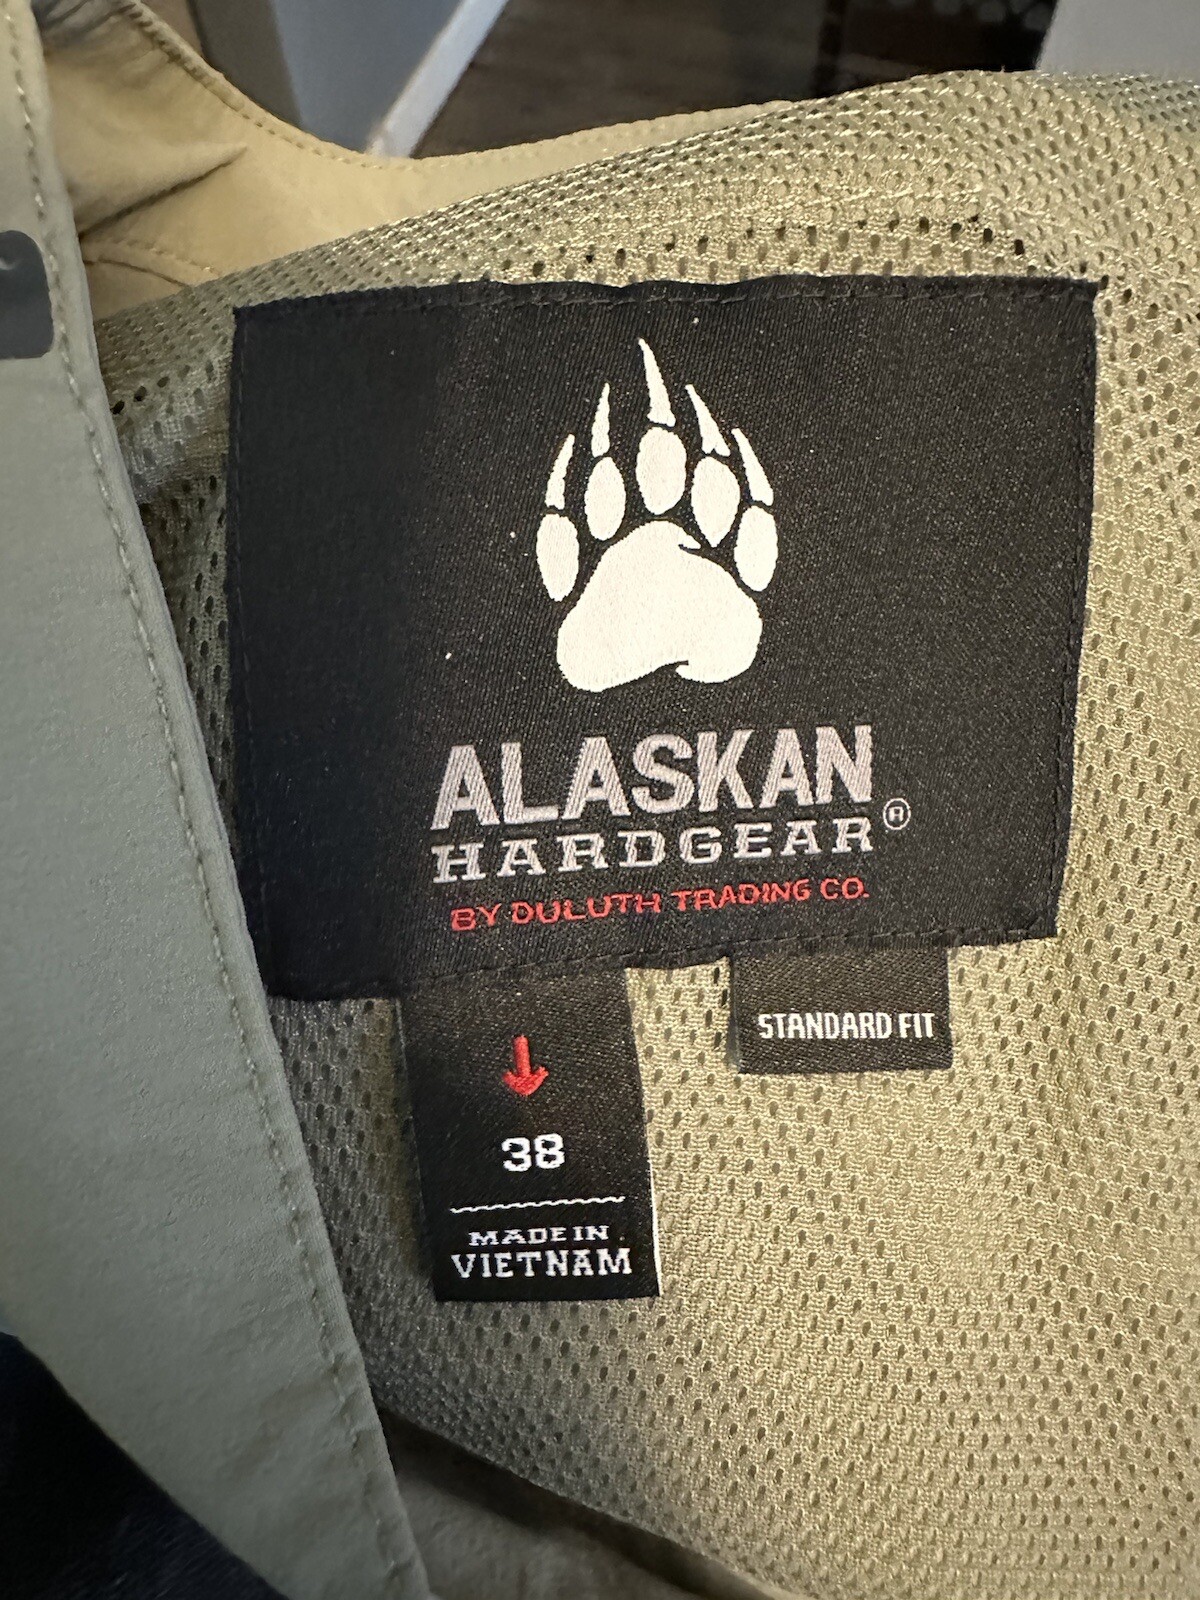 ALASKAN
HARDGEAR®
BY DULUTH TRADING CO.
STANDARD FIT
38
MADE IN
VIETNAM